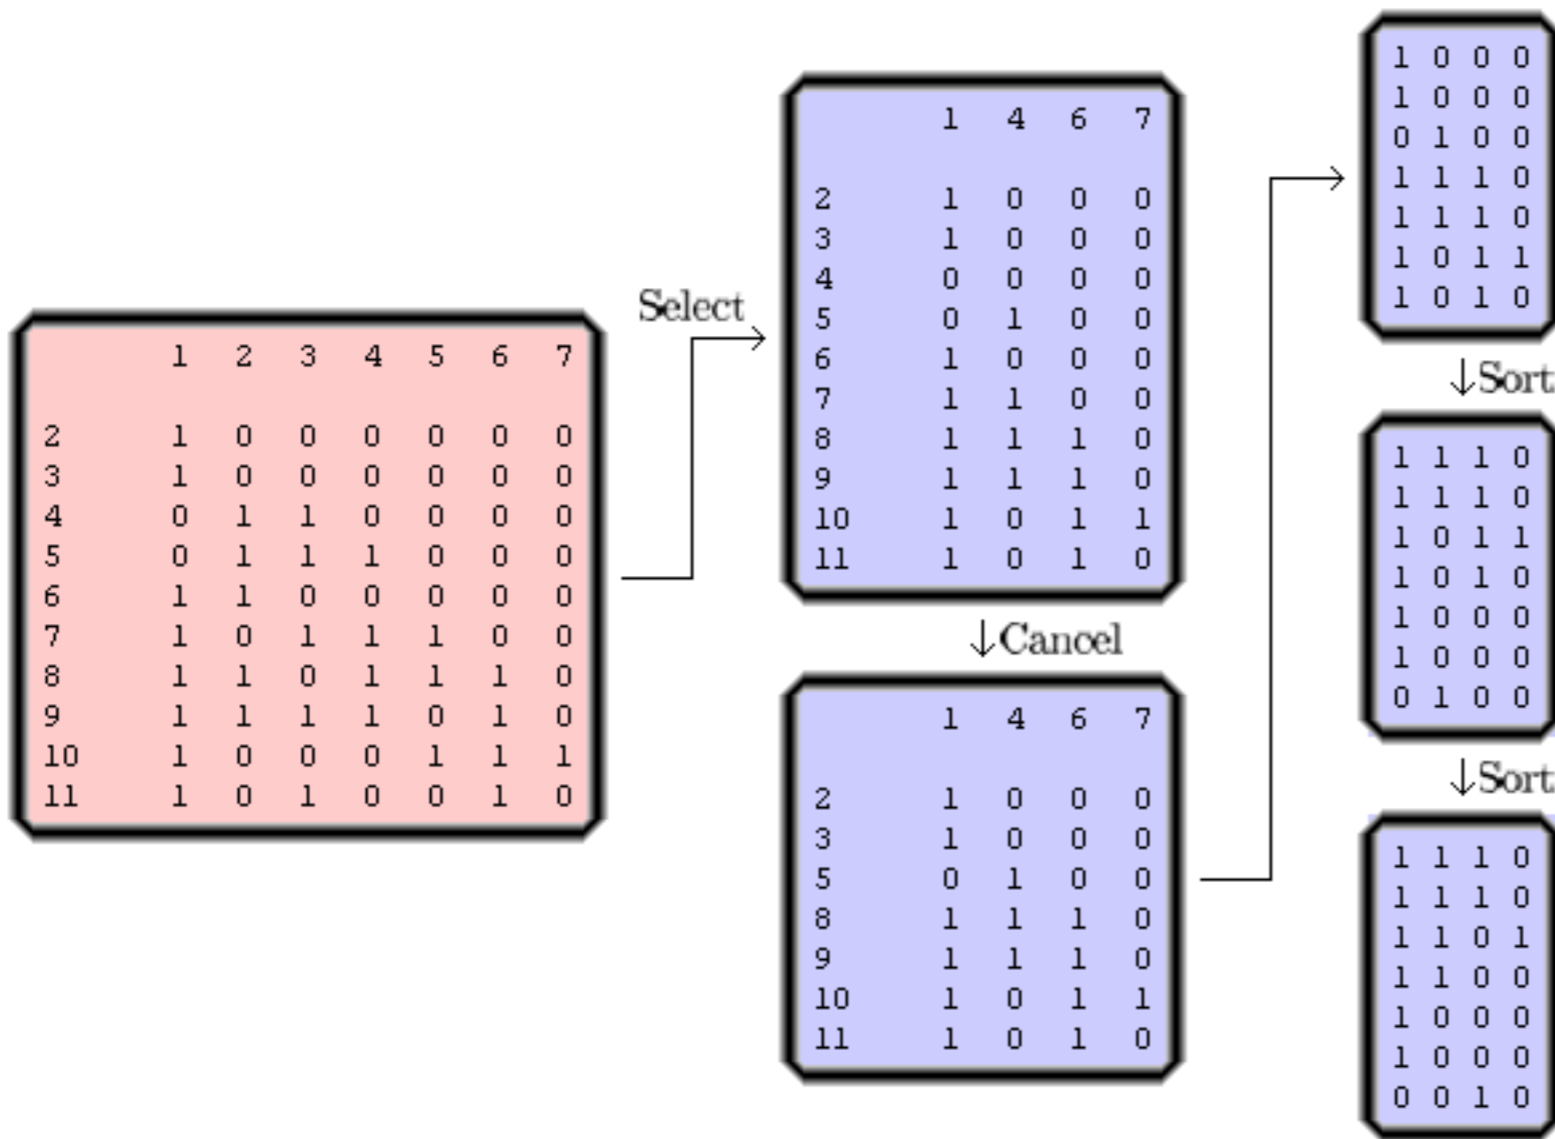 1 2 3 4 5 6 7
2 1 0 0 0 0 0 0
3 1 0 0 0 0 0 0
4 0 1 1 0 0 0 0
5 0 1 1 1 0 0 0
6 1 1 0 0 0 0 0
7 1 0 1 1 1 0 0
8 1 1 0 1 1 1 0
9 1 1 1 1 0 1 0
10 1 0 0 0 1 1 1
11 1 0 1 0 0 1 0
Select
1 4 6 7
2 1 0 0 0
3 1 0 0 0
4 0 0 0 0
5 0 1 0 0
6 1 0 0 0
7 1 1 0 0
8 1 1 1 0
9 1 1 1 0
10 1 0 1 1
11 1 0 1 0
↓Cancel
1 4 6 7
2 1 0 0 0
3 1 0 0 0
5 0 1 0 0
8 1 1 1 0
9 1 1 1 0
10 1 0 1 1
11 1 0 1 0
1 0 0 0
1 0 0 0
0 1 0 0
1 1 1 0
1 1 1 0
1 0 1 1
1 0 1 0
↓Sort
1 1 1 0
1 1 1 0
1 0 1 1
1 0 1 0
1 0 0 0
1 0 0 0
0 1 0 0
↓Sort
1 1 1 0
1 1 1 0
1 1 0 1
1 1 0 0
1 0 0 0
1 0 0 0
0 0 1 0